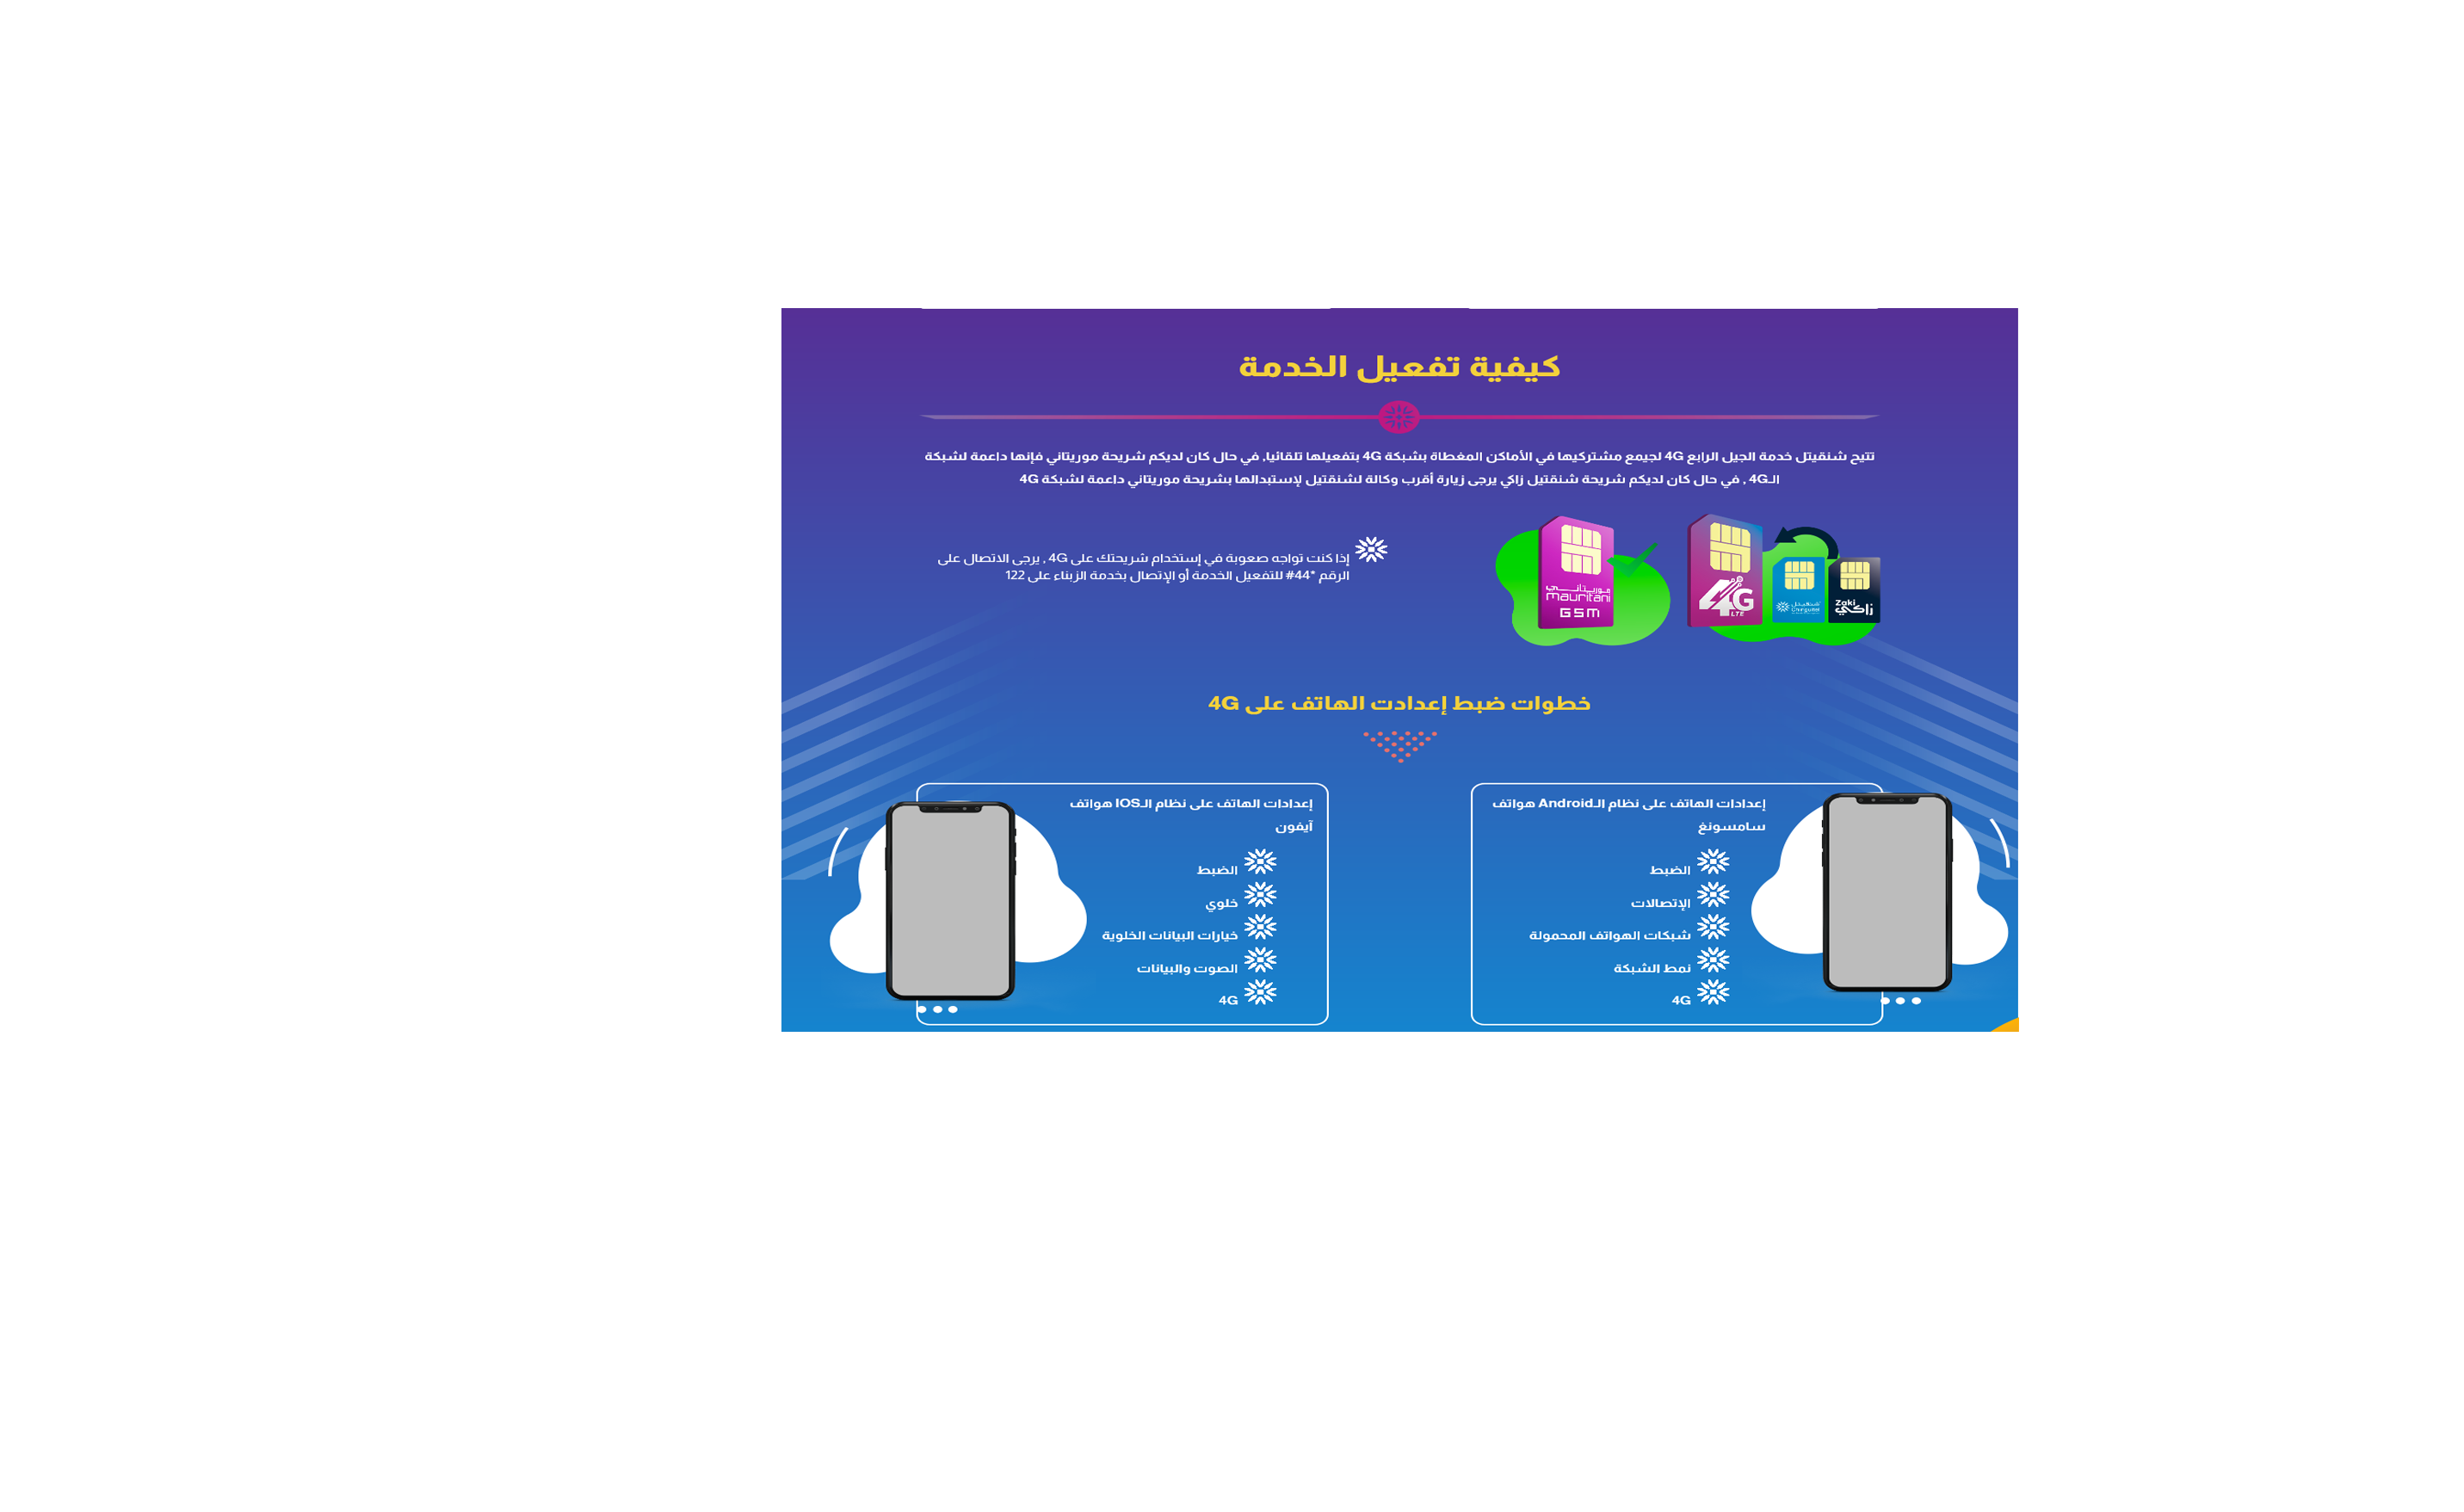 كيفية تفعيل الخدمة
تتيح شنقيتل خدمة الجيل الرابع 4G لجيمع مشتركيها في الأماكن المغطاة بشبكة 4G بتفعيلها تلقائيا، في حال كان لديكم شريحة موريتاني فإنها داعمة لشبكة
الـ4G , في حال كان لديكم شريحة شنقتيل زاكي يرجى زيارة أقرب وكالة لشنقتيل لإستبدالها بشريحة موريتاني داعمة لشبكة 4G
زاكي
Zaki
شنقيتل
Chinguitel
4G
LTE
موريتاني
mauritani
GSM
إذا كنت تواجه صعوبة في إستخدام شريحتك على 4G , يرجى الاتصال على
الرقم *44# للتفعيل الخدمة أو الإتصال بخدمة الزبناء على 122
خطوات ضبط إعدادت الهاتف على 4G
إعدادات الهاتف على نظام الـAndroid هواتف
سامسونغ
الضبط
الإتصالات
شبكات الهواتف المحمولة
نمط الشبكة
4G
إعدادات الهاتف على نظام الـIOS هواتف
آيفون
الضبط
خلوي
خيارات البيانات الخلوية
الصوت والبيانات
4G